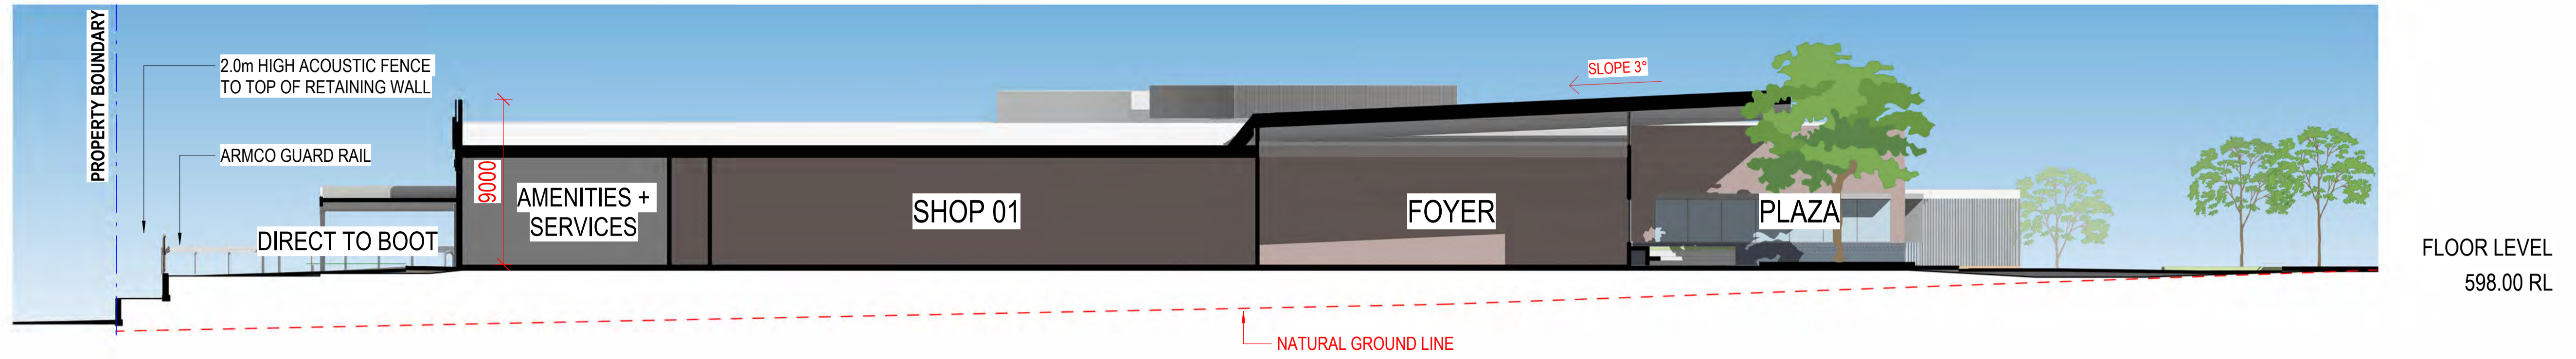 PROPERTY BOUNDARY
2.0m HIGH ACOUSTIC FENCE
TO TOP OF RETAINING WALL
ARMCO GUARD RAIL
DIRECT TO BOOT
9000
AMENITIES +
SERVICES
SHOP 01
FOYER
SLOPE 3°
PLAZA
FLOOR LEVEL
598.00 RL
NATURAL GROUND LINE